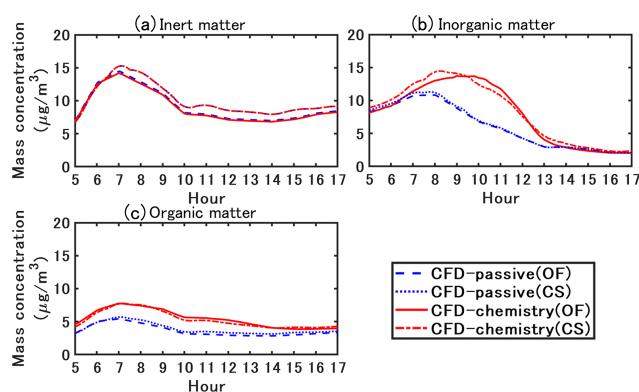 (a) Inert matter
(b) Inorganic matter
Mass concentration
(μg/m3)
20
15
10
5
0
5 6 7 8 9 10 11 12 13 14 15 16 17
Hour
20
15
10
5
0
5 6 7 8 9 10 11 12 13 14 15 16 17
Hour
(c) Organic matter
Mass concentration
(μg/m3)
20
15
10
5
0
5 6 7 8 9 10 11 12 13 14 15 16 17
Hour
CFD-passive(OF)
CFD-passive(CS)
CFD-chemistry(OF)
CFD-chemistry(CS)